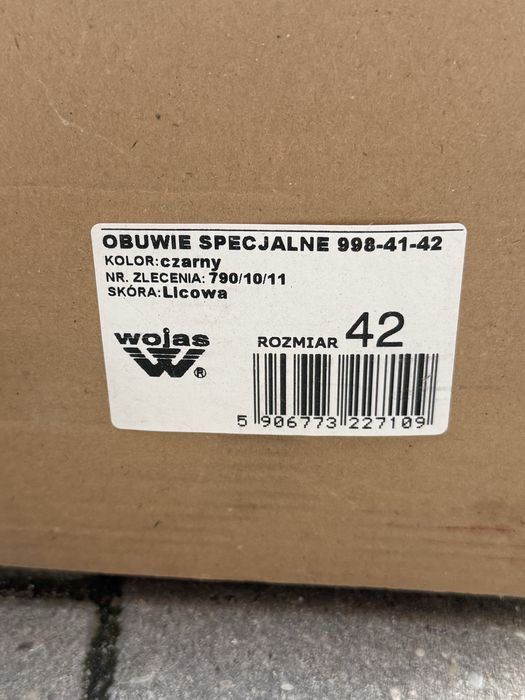 OBUWIE SPECJALNE 998-41-42
KOLOR:czarny
NR. ZLECENIA: 790/10/11
SKÓRA:Licowa
wojas
W®
ROZMIAR 42
5 906773 227109